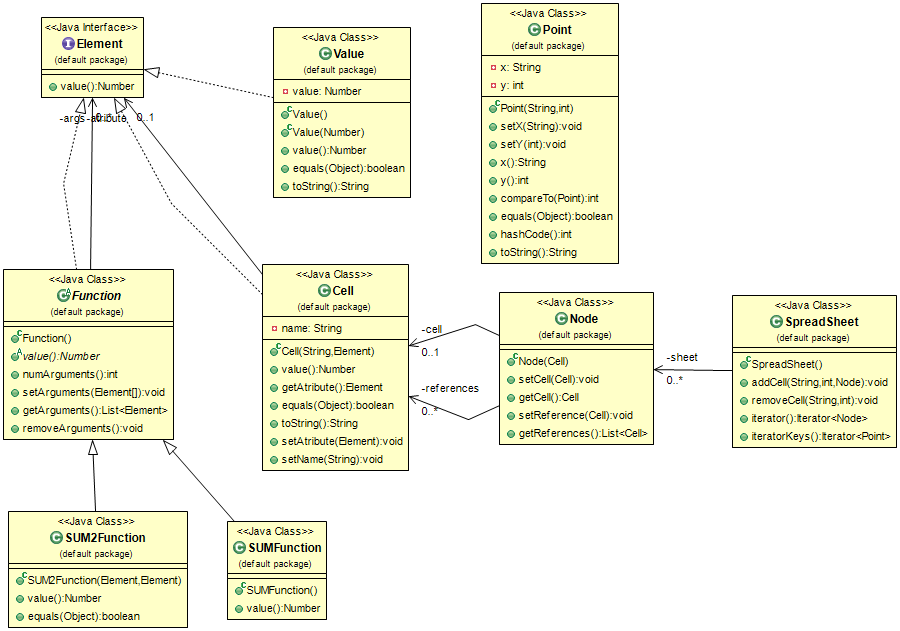 <<Java Interface>>
Element
(default package)
value():Number
<<Java Class>>
Value
(default package)
value: Number
Value()
Value(Number)
value():Number
equals(Object):boolean
toString():String
<<Java Class>>
Point
(default package)
x: String
y: int
Point(String,int)
setX(String):void
setY(int):void
x():String
y():int
compareTo(Point):int
equals(Object):boolean
hashCode():int
toString():String
-args
-atribute
0..1
<<Java Class>>
Function
(default package)
Function()
value():Number
numArguments():int
setArguments(Element[]):void
getArguments():List<Element>
removeArguments():void
<<Java Class>>
Cell
(default package)
name: String
Cell(String,Element)
value():Number
getAtribute():Element
equals(Object):boolean
toString():String
setAtribute(Element):void
setName(String):void
-cell
0..1
-references
0..*
<<Java Class>>
Node
(default package)
Node(Cell)
setCell(Cell):void
getCell():Cell
setReference(Cell):void
getReferences():List<Cell>
-sheet
0..*
<<Java Class>>
SpreadSheet
(default package)
SpreadSheet()
addCell(String,int,Node):void
removeCell(String,int):void
iterator():Iterator<Node>
iteratorKeys():Iterator<Point>
<<Java Class>>
SUM2Function
(default package)
SUM2Function(Element,Element)
value():Number
equals(Object):boolean
<<Java Class>>
SUMFunction
(default package)
SUMFunction()
value():Number